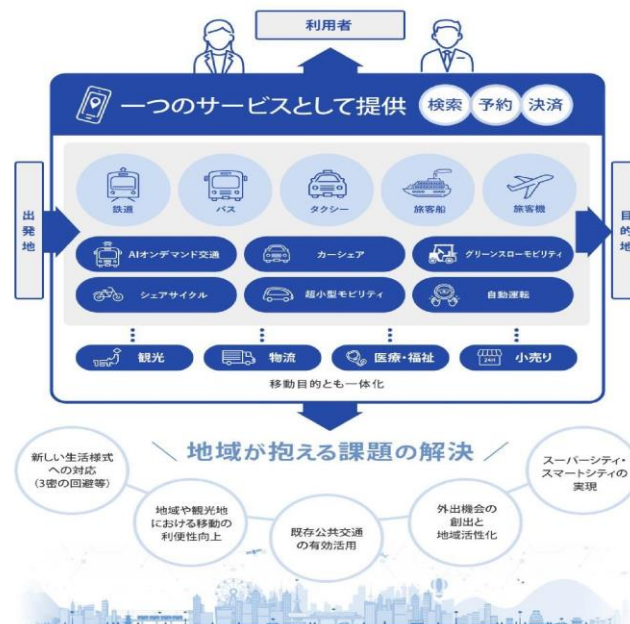 利用者
一つのサービスとして提供 検索 予約 決済
出発地
目的地
鉄道 バス タクシー 旅客船 旅客機
AIオンデマンド交通 カーシェア グリーンスローモビリティ
シェアサイクル 超小型モビリティ 自動運転
観光 物流 医療・福祉 24H 小売り
移動目的とも一体化
地域が抱える課題の解決
新しい生活様式
への対応
(3密の回避等)
地域や観光地
における移動の
利便性向上
既存公共交通
の有効活用
外出機会の
創出と
地域活性化
スーパーシティ・
スマートシティの
実現